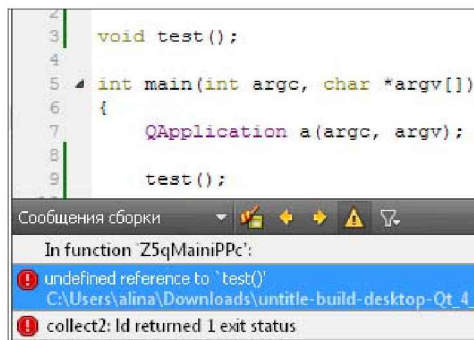 2
3 void test();
4
5 int main(int argc, char *argv[])
6 {
7 QApplication a(argc, argv);
8
9 test();
Сообщения сборки
In function `Z5qMainiPPc':
undefined reference to `test()'
C:\Users\alina\Downloads\untitle-build-desktop-Qt_4_
collect2: ld returned 1 exit status